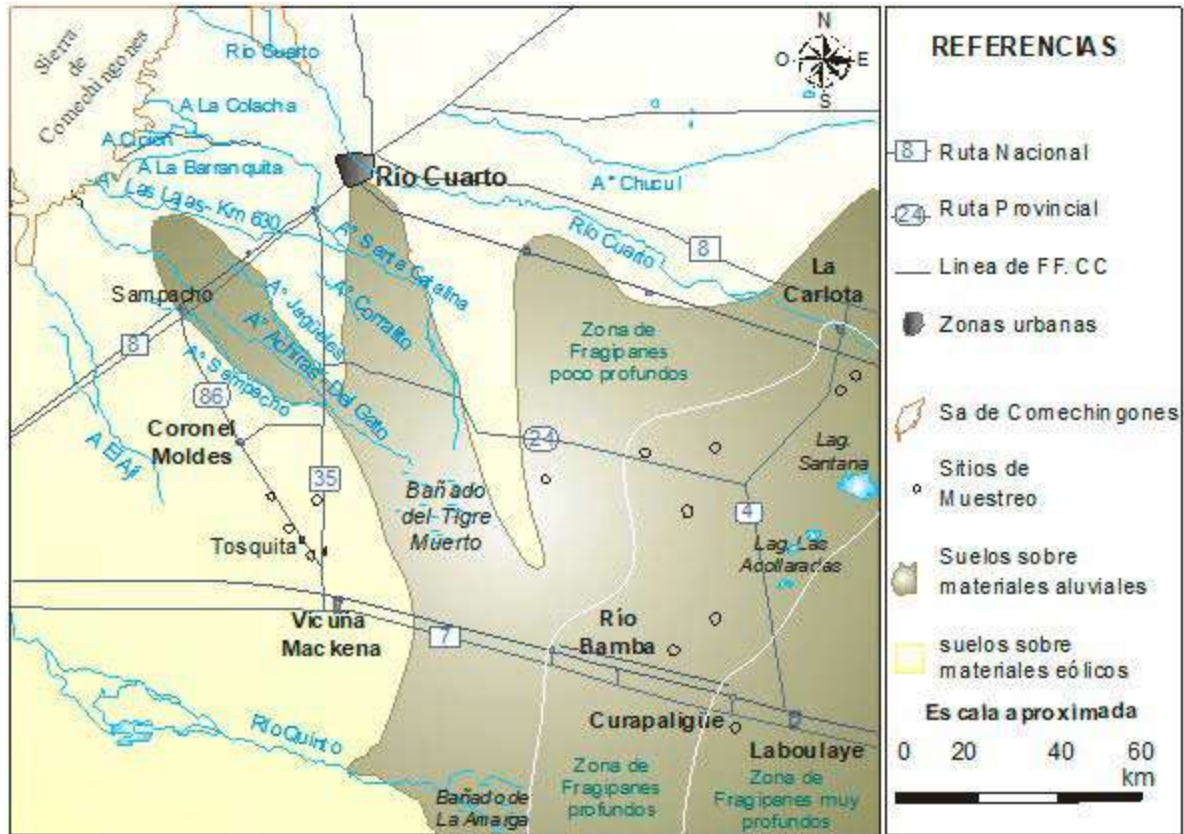 Sierra
de
Comechingones
Río Cuarto
A La Colacha
A Cipión
A La Barranquita
A° Las Lajas- Km 630
Río Cuarto
N
O
E
S
A° Chucul
A° Santa Catalina
Río Cuarto
8
La
Carlota
Sampacho
A° Jagüeles
A° Corralito
A° Achiras - Del Gato
A° Sampacho
Zona de
Fragipanes
poco profundos
8
86
A El Ají
Coronel
Moldes
35
24
Lag.
Santana
Bañado
del Tigre
Muerto
4
Tosquita
Lag. Las
Acollaradas
Vicuña
Mackena
7
Río
Bamba
Río Quinto
Curapaligüe
Laboulaye
Bañado de
La Amarga
Zona de
Fragipanes
profundos
Zona de
Fragipanes muy
profundos
REFERENCIAS
8 Ruta Nacional
24 Ruta Provincial
Linea de FF. CC
Zonas urbanas
Sa de Comechingones
Sitios de
Muestreo
Suelos sobre
materiales aluviales
suelos sobre
materiales eólicos
Escala aproximada
0 20 40 60
km